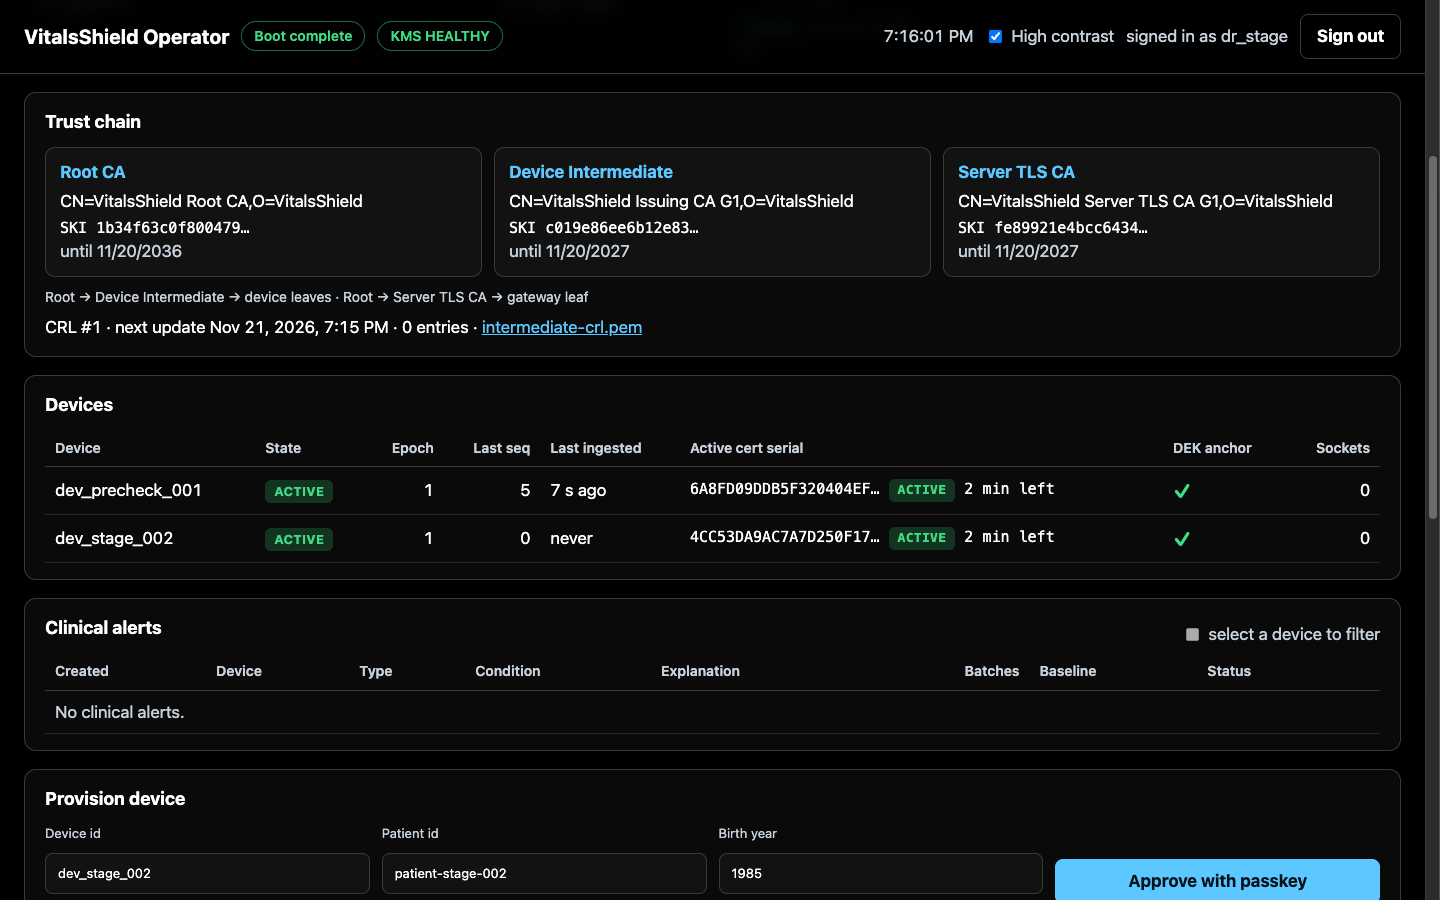 VitalsShield Operator
Boot complete
KMS HEALTHY
7:16:01 PM
High contrast
signed in as dr_stage
Sign out
Trust chain
Root CA
CN=VitalsShield Root CA,O=VitalsShield
SKI 1b34f63c0f800479…
until 11/20/2036
Device Intermediate
CN=VitalsShield Issuing CA G1,O=VitalsShield
SKI c019e86ee6b12e83…
until 11/20/2027
Server TLS CA
CN=VitalsShield Server TLS CA G1,O=VitalsShield
SKI fe89921e4bcc6434…
until 11/20/2027
Root → Device Intermediate → device leaves · Root → Server TLS CA → gateway leaf
CRL #1 · next update Nov 21, 2026, 7:15 PM · 0 entries · intermediate-crl.pem
Devices
Device State Epoch Last seq Last ingested Active cert serial DEK anchor Sockets
dev_precheck_001 ACTIVE 1 5 7 s ago 6A8FD09DDB5F320404EF… ACTIVE 2 min left ✓ 0
dev_stage_002 ACTIVE 1 0 never 4CC53DA9AC7A7D250F17… ACTIVE 2 min left ✓ 0
Clinical alerts
select a device to filter
Created Device Type Condition Explanation Batches Baseline Status
No clinical alerts.
Provision device
Device id Patient id Birth year
dev_stage_002 patient-stage-002 1985 Approve with passkey